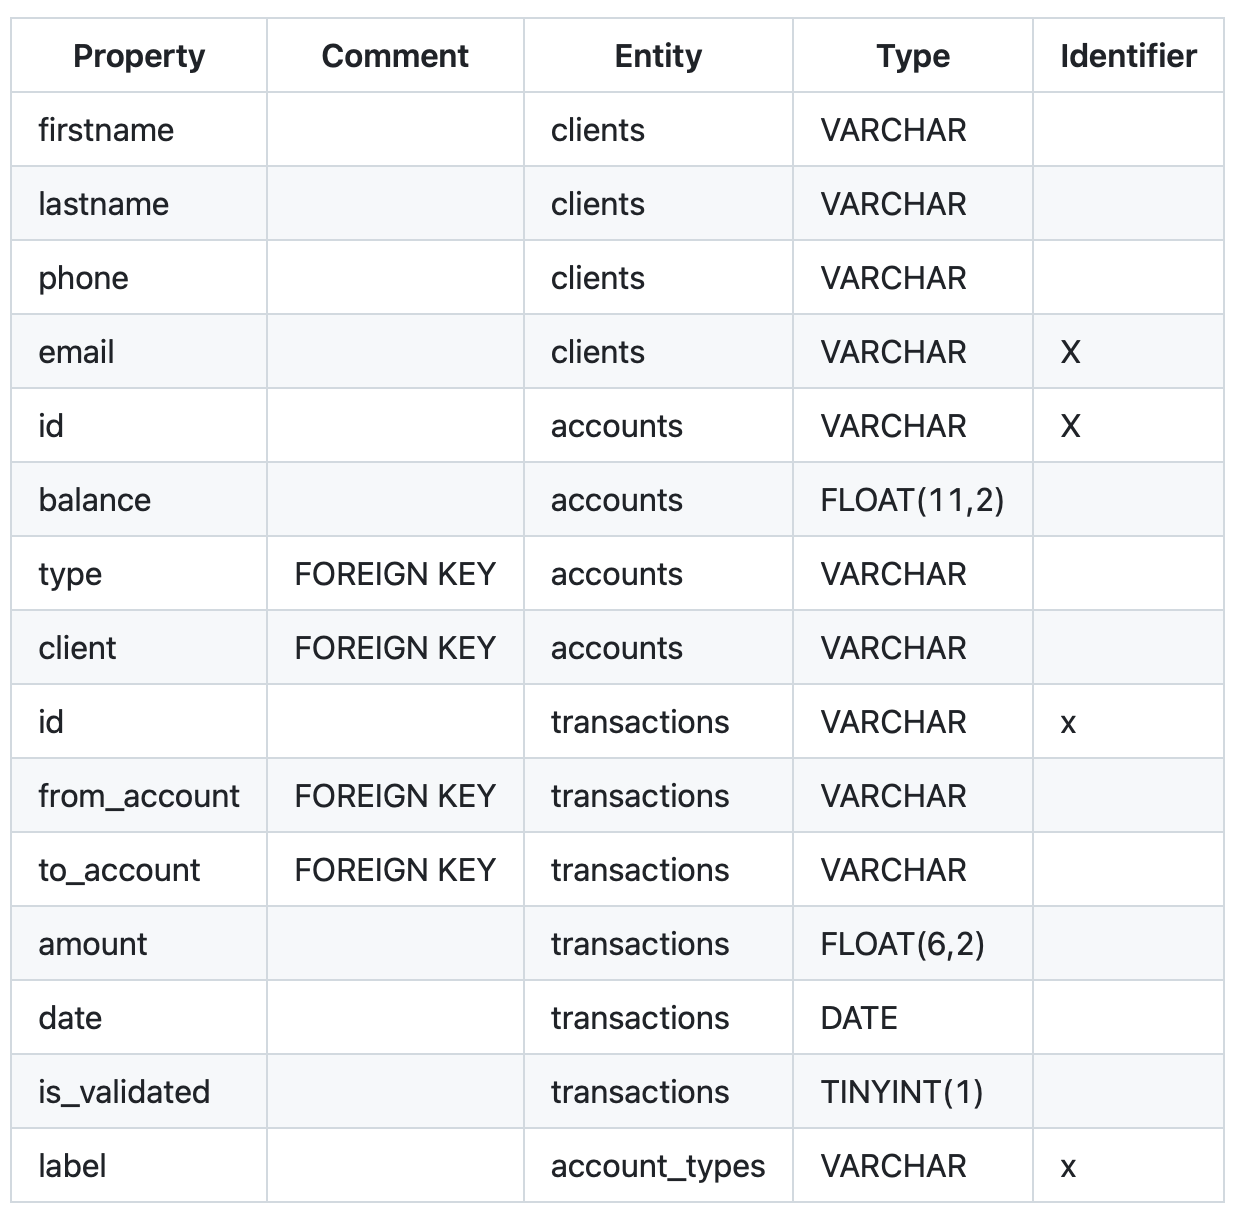 Property Comment Entity Type Identifier
firstname clients VARCHAR
lastname clients VARCHAR
phone clients VARCHAR
email clients VARCHAR X
id accounts VARCHAR X
balance accounts FLOAT(11,2)
type FOREIGN KEY accounts VARCHAR
client FOREIGN KEY accounts VARCHAR
id transactions VARCHAR x
from_account FOREIGN KEY transactions VARCHAR
to_account FOREIGN KEY transactions VARCHAR
amount transactions FLOAT(6,2)
date transactions DATE
is_validated transactions TINYINT(1)
label account_types VARCHAR x